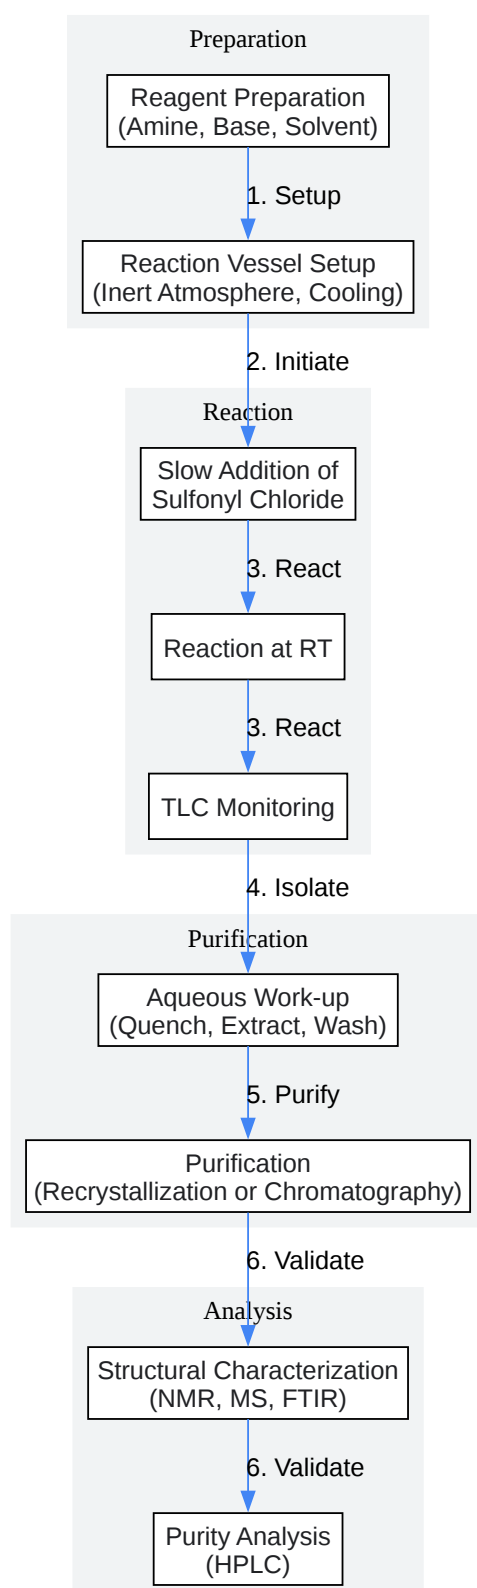 Preparation
Reagent Preparation
(Amine, Base, Solvent)
1. Setup
Reaction Vessel Setup
(Inert Atmosphere, Cooling)
2. Initiate
Reaction
Slow Addition of
Sulfonyl Chloride
3. React
Reaction at RT
3. React
TLC Monitoring
4. Isolate
Purification
Aqueous Work-up
(Quench, Extract, Wash)
5. Purify
Purification
(Recrystallization or Chromatography)
6. Validate
Analysis
Structural Characterization
(NMR, MS, FTIR)
6. Validate
Purity Analysis
(HPLC)